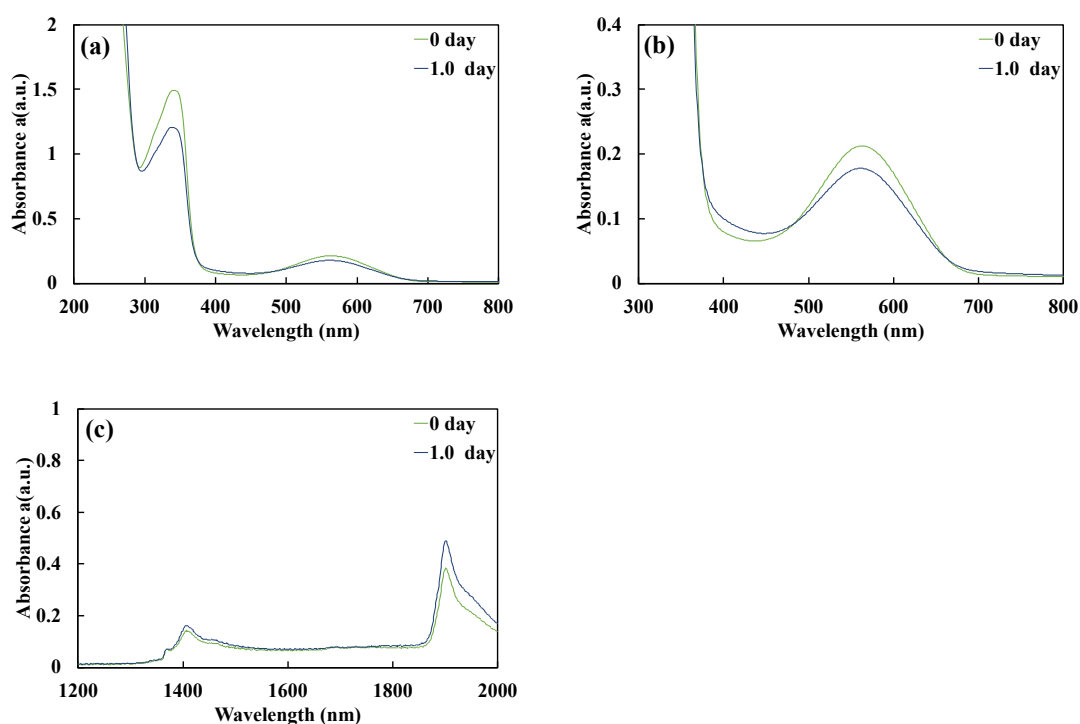 (a)
0 day
1.0 day
2
1.5
1
0.5
0
Absorbance a(a.u.)
200 300 400 500 600 700 800
Wavelength (nm)
(b)
0 day
1.0 day
0.4
0.3
0.2
0.1
0
Absorbance a(a.u.)
300 400 500 600 700 800
Wavelength (nm)
(c)
0 day
1.0 day
1
0.8
0.6
0.4
0.2
0
Absorbance a(a.u.)
1200 1400 1600 1800 2000
Wavelength (nm)